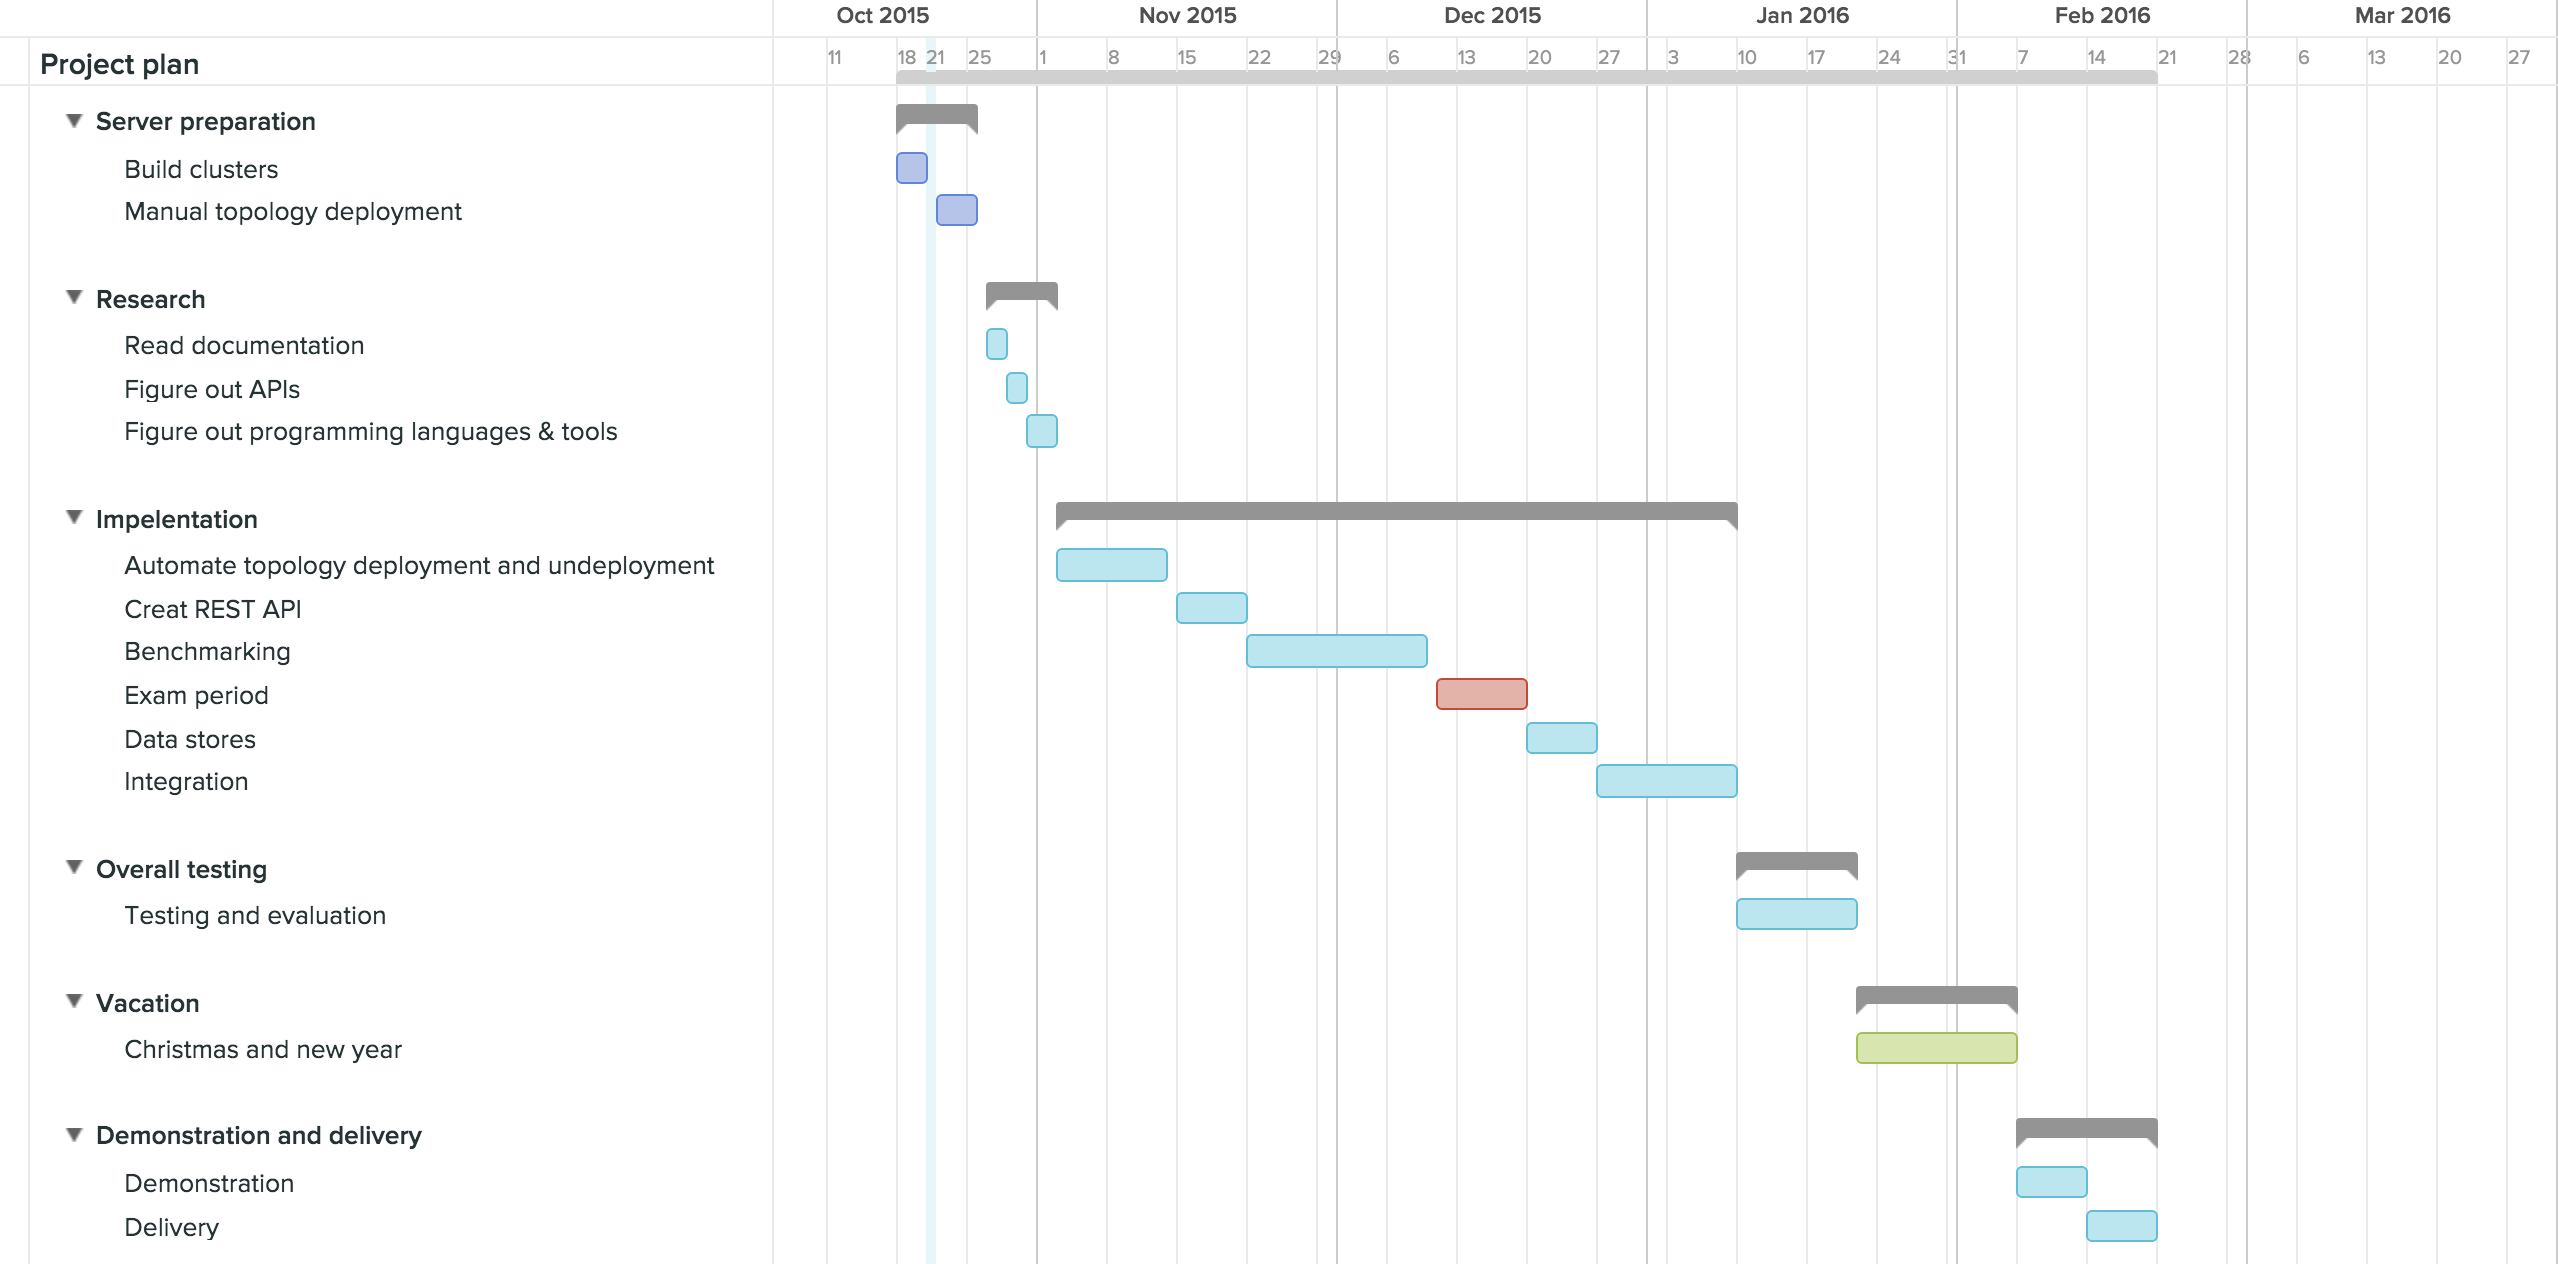 Oct 2015 Nov 2015 Dec 2015 Jan 2016 Feb 2016 Mar 2016
Project plan 11 18 21 25 1 8 15 22 29 6 13 20 27 3 10 17 24 31 7 14 21 28 6 13 20 27
Server preparation
Build clusters
Manual topology deployment
Research
Read documentation
Figure out APIs
Figure out programming languages & tools
Impelentation
Automate topology deployment and undeployment
Creat REST API
Benchmarking
Exam period
Data stores
Integration
Overall testing
Testing and evaluation
Vacation
Christmas and new year
Demonstration and delivery
Demonstration
Delivery